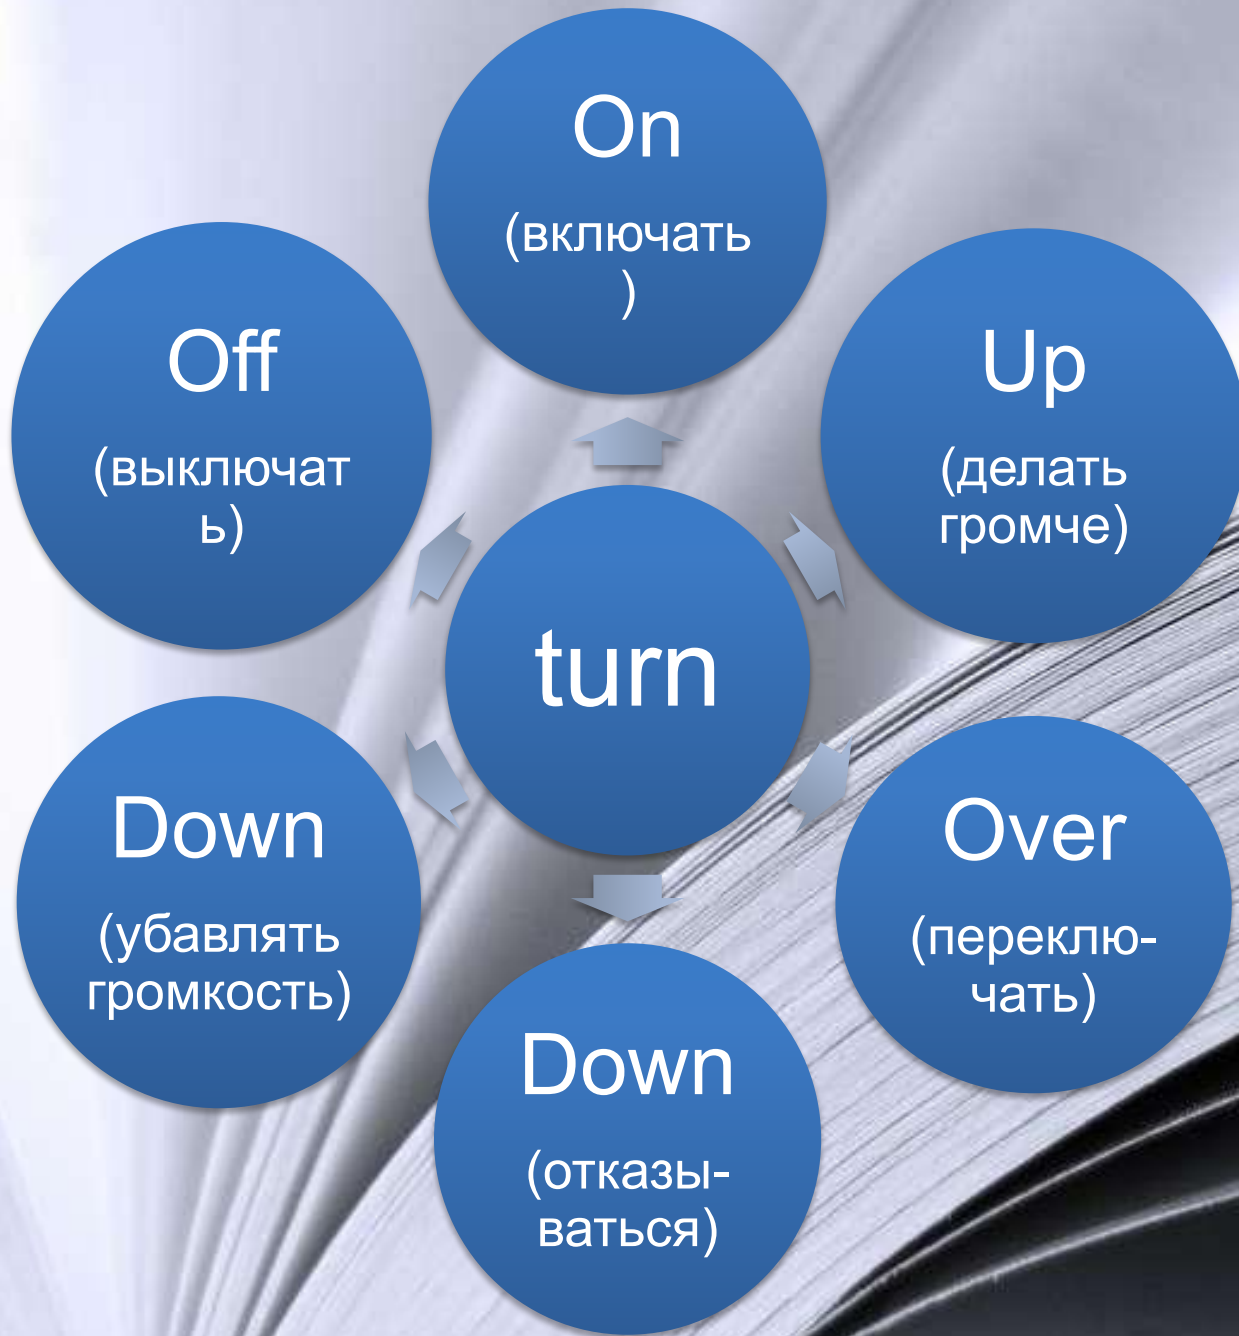 On
(включать
)
Off
(выключат
ь)
Up
(делать
громче)
turn
Down
(убавлять
громкость)
Over
(переклю-
чать)
Down
(отказы-
ваться)